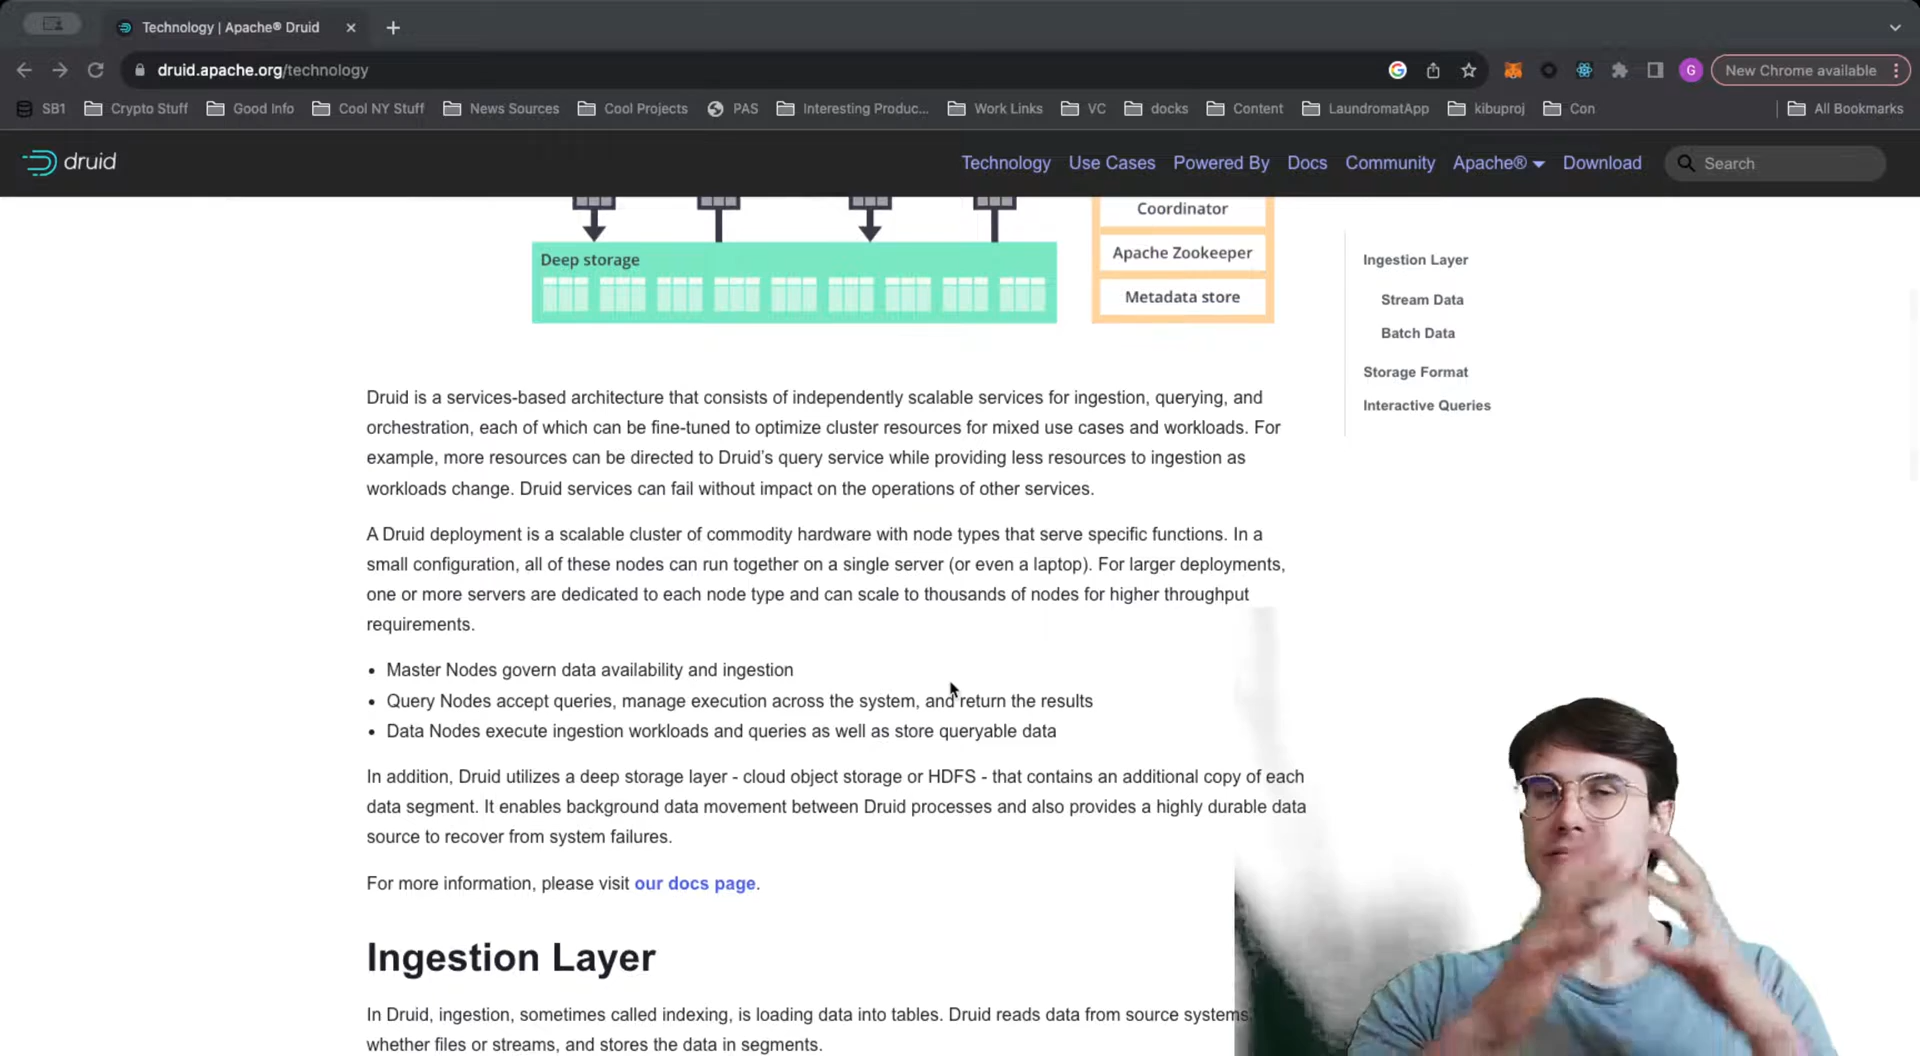 Technology | Apache® Druid
druid.apache.org/technology
G
New Chrome available
SB1
Crypto Stuff
Good Info
Cool NY Stuff
News Sources
Cool Projects
PAS
Interesting Produc...
Work Links
VC
docks
Content
LaundromatApp
kibuproj
Con
All Bookmarks
druid
Technology
Use Cases
Powered By
Docs
Community
Apache®
Download
Search
Deep storage
Coordinator
Apache Zookeeper
Metadata store
Ingestion Layer
Stream Data
Batch Data
Storage Format
Interactive Queries
Druid is a services-based architecture that consists of independently scalable services for ingestion, querying, and
orchestration, each of which can be fine-tuned to optimize cluster resources for mixed use cases and workloads. For
example, more resources can be directed to Druid's query service while providing less resources to ingestion as
workloads change. Druid services can fail without impact on the operations of other services.
A Druid deployment is a scalable cluster of commodity hardware with node types that serve specific functions. In a
small configuration, all of these nodes can run together on a single server (or even a laptop). For larger deployments,
one or more servers are dedicated to each node type and can scale to thousands of nodes for higher throughput
requirements.
• Master Nodes govern data availability and ingestion
• Query Nodes accept queries, manage execution across the system, and return the results
• Data Nodes execute ingestion workloads and queries as well as store queryable data
In addition, Druid utilizes a deep storage layer - cloud object storage or HDFS - that contains an additional copy of each
data segment. It enables background data movement between Druid processes and also provides a highly durable data
source to recover from system failures.
For more information, please visit our docs page.
Ingestion Layer
In Druid, ingestion, sometimes called indexing, is loading data into tables. Druid reads data from source systems,
whether files or streams, and stores the data in segments.